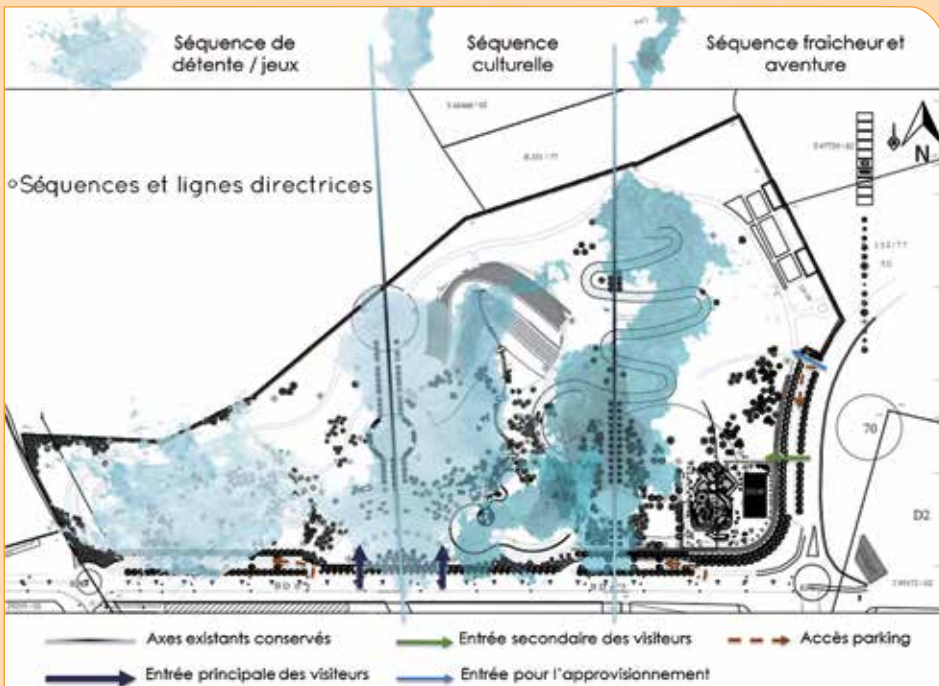 Séquence de
détente / jeux
Séquence
culturelle
Séquence fraîcheur et
aventure
N
Séquences et lignes directrices
70
D2
Axes existants conservés
Entrée secondaire des visiteurs
Accès parking
Entrée principale des visiteurs
Entrée pour l'approvisionnement